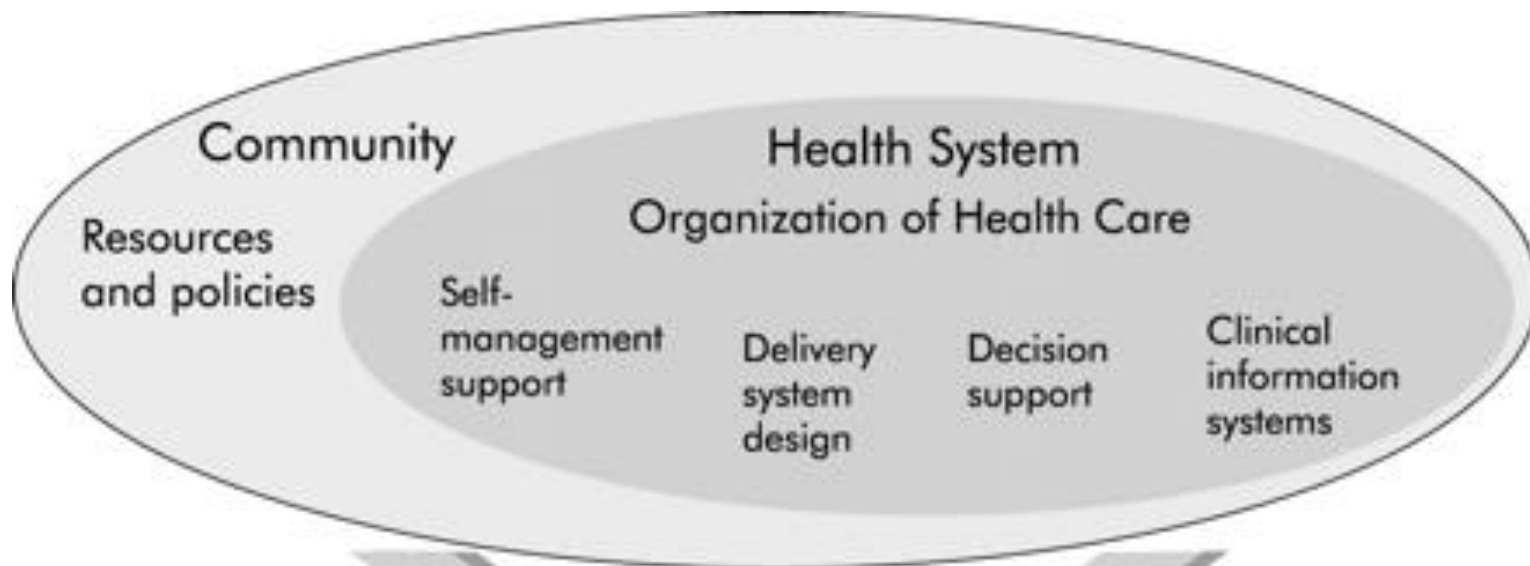 Community
Resources
and policies
Health System
Organization of Health Care
Self-
management
support
Delivery
system
design
Decision
support
Clinical
information
systems